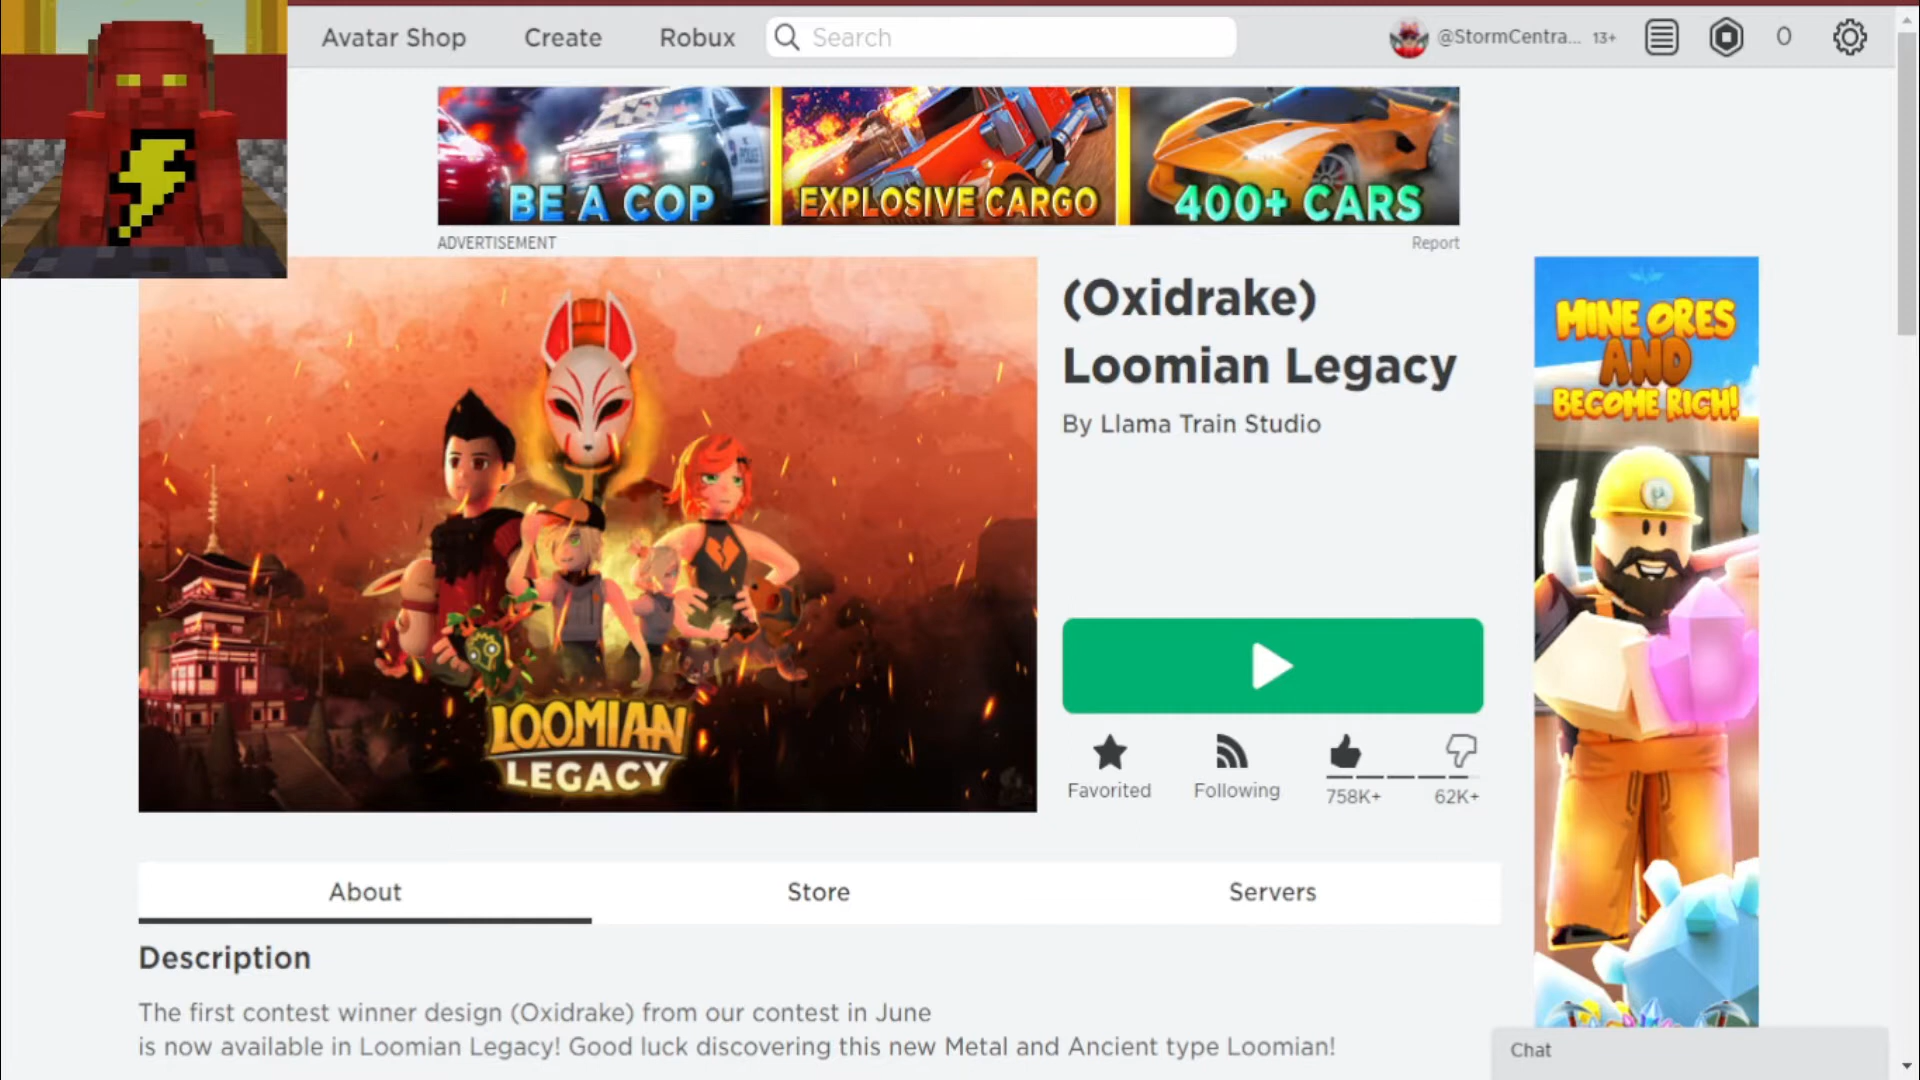 Avatar Shop
Create
Robux
Search
@StormCentra... 13+
0
BE A COP
EXPLOSIVE CARGO
400+ CARS
ADVERTISEMENT
Report
(Oxidrake)
Loomian Legacy
By Llama Train Studio
MINE ORES
AND
BECOME RICH!
LOOMIAN
LEGACY
Favorited
Following
758K+
62K+
About
Store
Servers
Description
The first contest winner design (Oxidrake) from our contest in June
is now available in Loomian Legacy! Good luck discovering this new Metal and Ancient type Loomian!
Chat